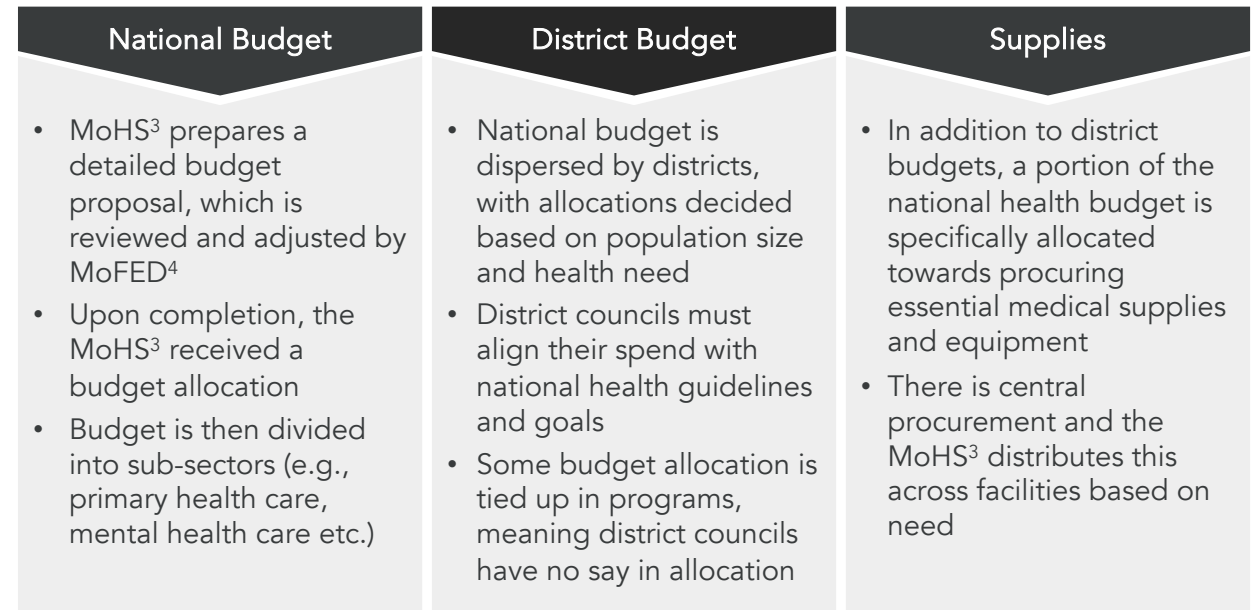 National Budget
• MoHS³ prepares a
detailed budget
proposal, which is
reviewed and adjusted by
MoFED⁴
• Upon completion, the
MoHS³ received a
budget allocation
• Budget is then divided
into sub-sectors (e.g.,
primary health care,
mental health care etc.)
District Budget
• National budget is
dispersed by districts,
with allocations decided
based on population size
and health need
• District councils must
align their spend with
national health guidelines
and goals
• Some budget allocation is
tied up in programs,
meaning district councils
have no say in allocation
Supplies
• In addition to district
budgets, a portion of the
national health budget is
specifically allocated
towards procuring
essential medical supplies
and equipment
• There is central
procurement and the
MoHS³ distributes this
across facilities based on
need